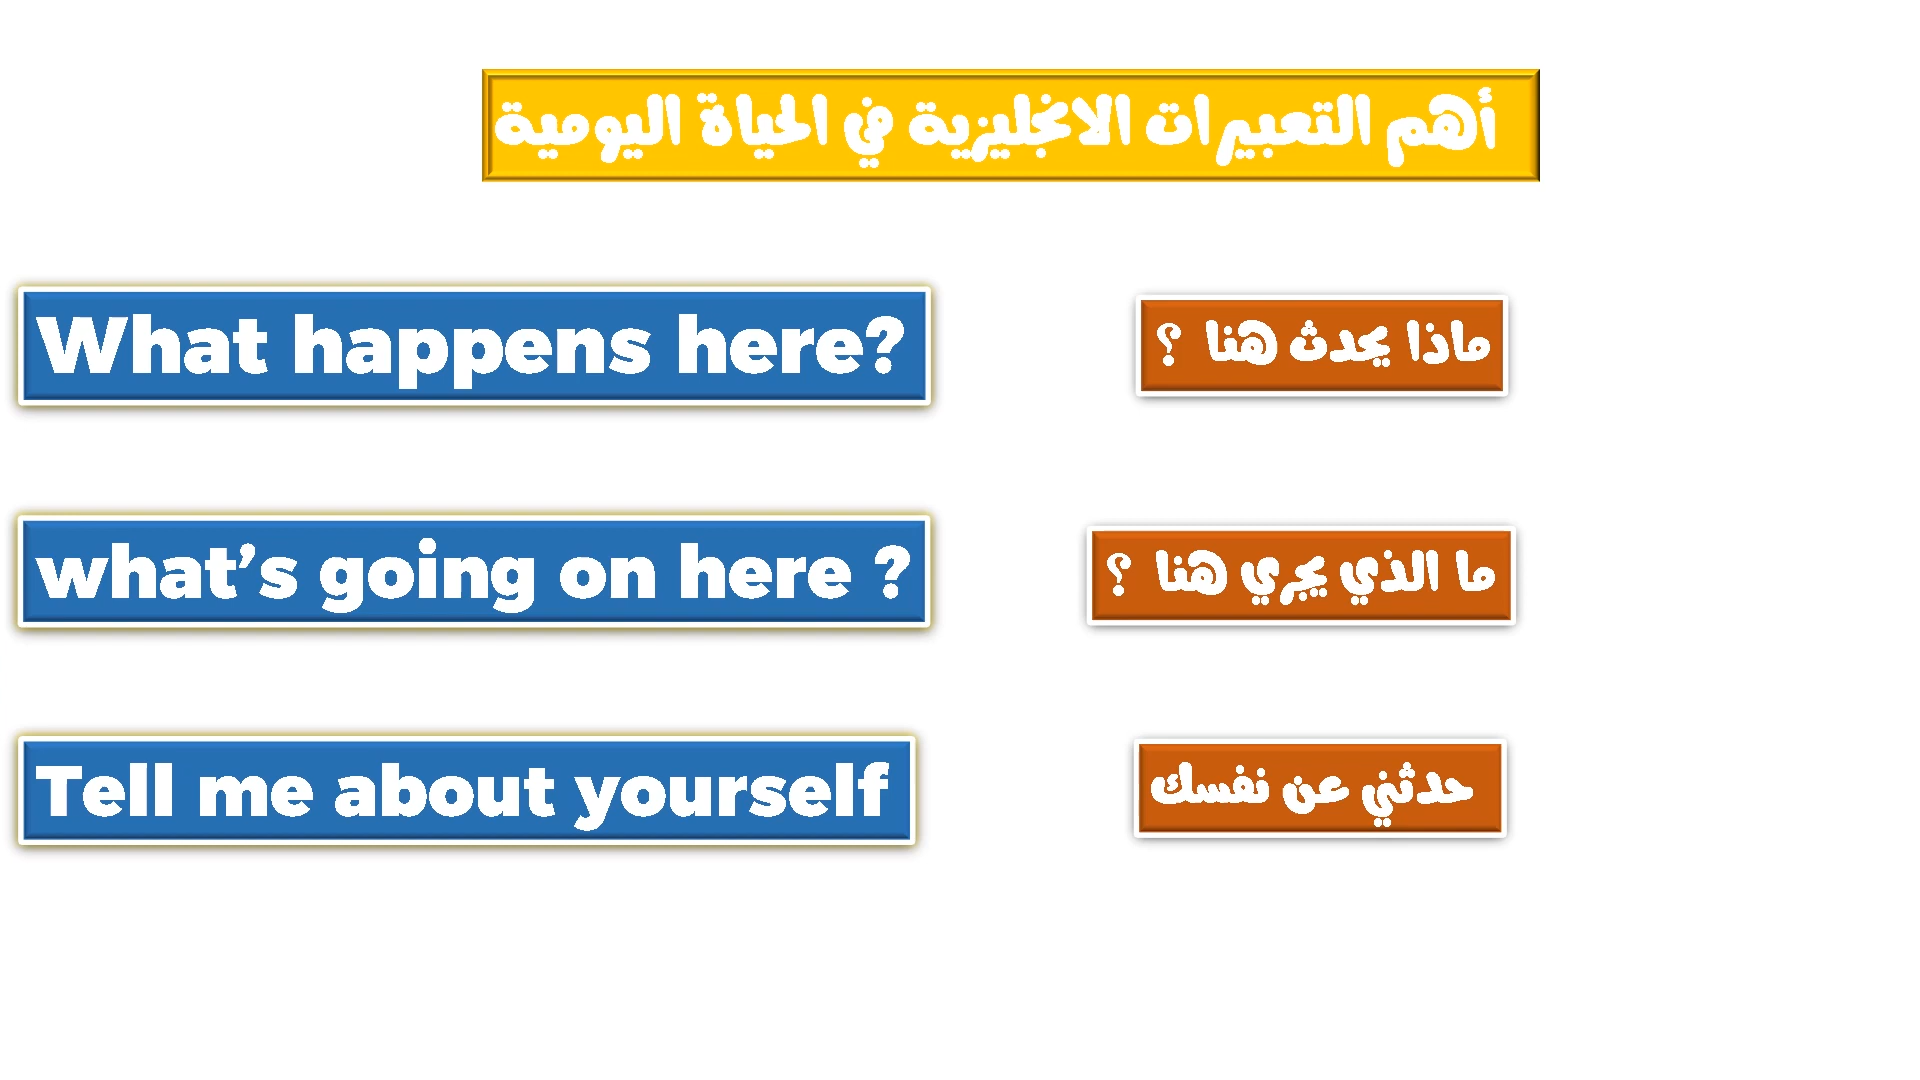 أهم التعبيرات الانجليزية في الحياة اليومية
What happens here?
ماذا يحدث هنا ؟
what's going on here ?
ما الذي يجري هنا ؟
Tell me about yourself
حدثني عن نفسك